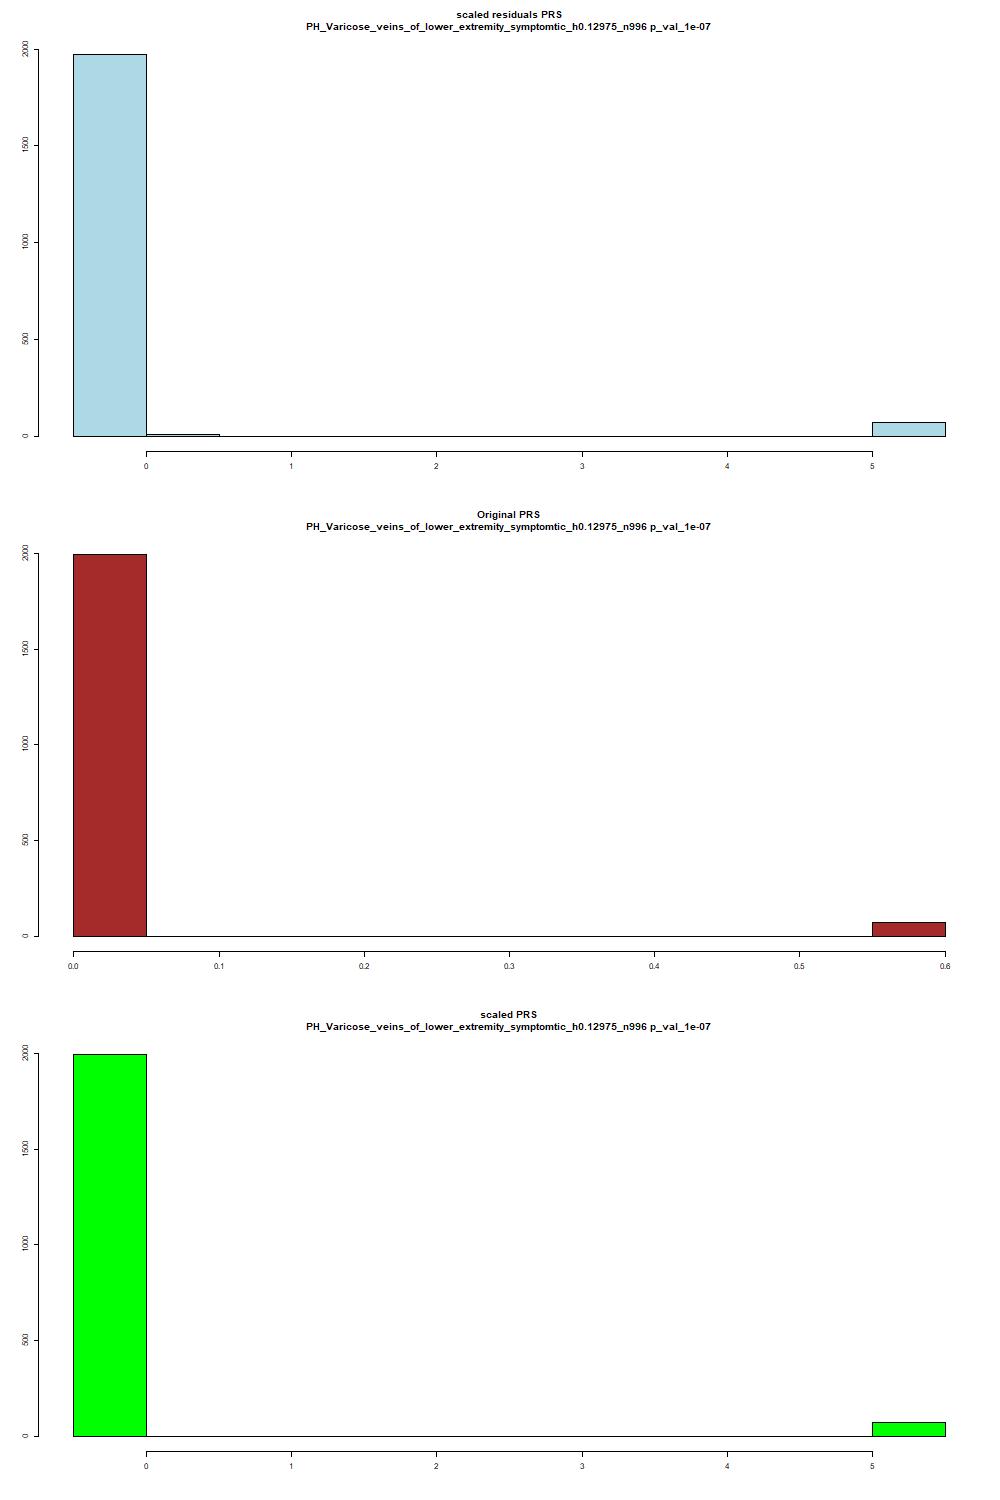 scaled residuals PRS
PH_Varicose_veins_of_lower_extremity_symptomtic_h0.12975_n996 p_val_1e-07
2000
1500
1000
500
0
0 1 2 3 4 5
Original PRS
PH_Varicose_veins_of_lower_extremity_symptomtic_h0.12975_n996 p_val_1e-07
2000
1500
1000
500
0
0.0 0.1 0.2 0.3 0.4 0.5 0.6
scaled PRS
PH_Varicose_veins_of_lower_extremity_symptomtic_h0.12975_n996 p_val_1e-07
2000
1500
1000
500
0
0 1 2 3 4 5